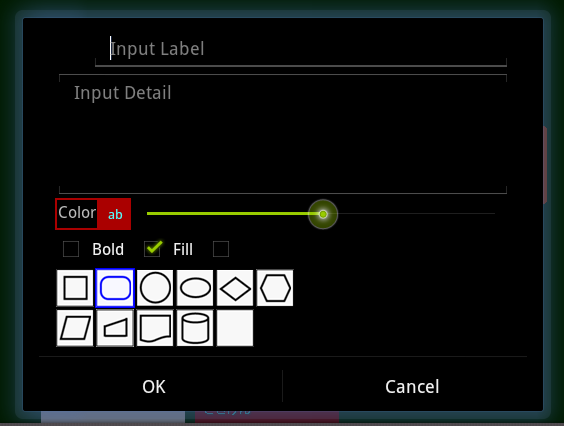 Input Label
Input Detail
Color ab
Bold Fill
OK Cancel